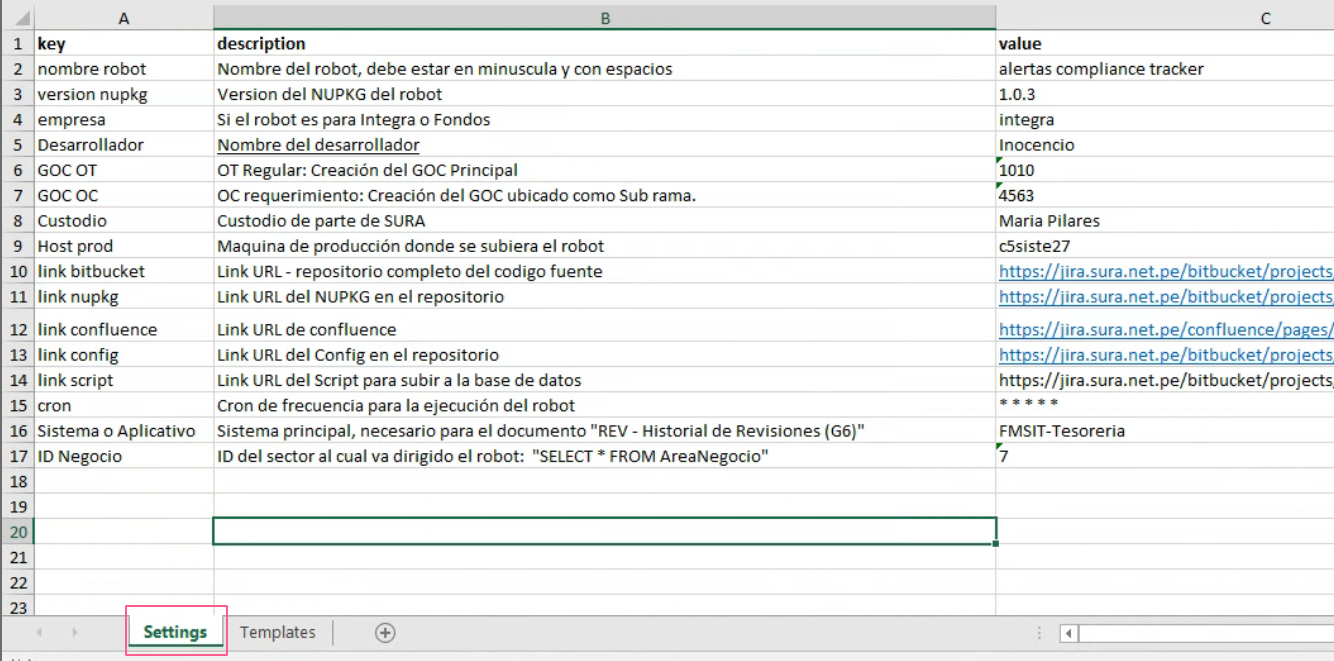 A B C
1 key description value
2 nombre robot Nombre del robot, debe estar en minuscula y con espacios alertas compliance tracker
3 version nupkg Version del NUPKG del robot 1.0.3
4 empresa Si el robot es para Integra o Fondos integra
5 Desarrollador Nombre del desarrollador Inocencio
6 GOC OT OT Regular: Creación del GOC Principal 1010
7 GOC OC OC requerimiento: Creación del GOC ubicado como Sub rama. 4563
8 Custodio Custodio de parte de SURA Maria Pilares
9 Host prod Maquina de producción donde se subiera el robot c5siste27
10 link bitbucket Link URL - repositorio completo del codigo fuente https://jira.sura.net.pe/bitbucket/projects/
11 link nupkg Link URL del NUPKG en el repositorio https://jira.sura.net.pe/bitbucket/projects/
12 link confluence Link URL de confluence https://jira.sura.net.pe/confluence/pages/
13 link config Link URL del Config en el repositorio https://jira.sura.net.pe/bitbucket/projects/
14 link script Link URL del Script para subir a la base de datos https://jira.sura.net.pe/bitbucket/projects/
15 cron Cron de frecuencia para la ejecución del robot * * * * *
16 Sistema o Aplicativo Sistema principal, necesario para el documento "REV - Historial de Revisiones (G6)" FMSIT-Tesoreria
17 ID Negocio ID del sector al cual va dirigido el robot: "SELECT * FROM AreaNegocio" 7
18
19
20
21
22
23
Settings Templates